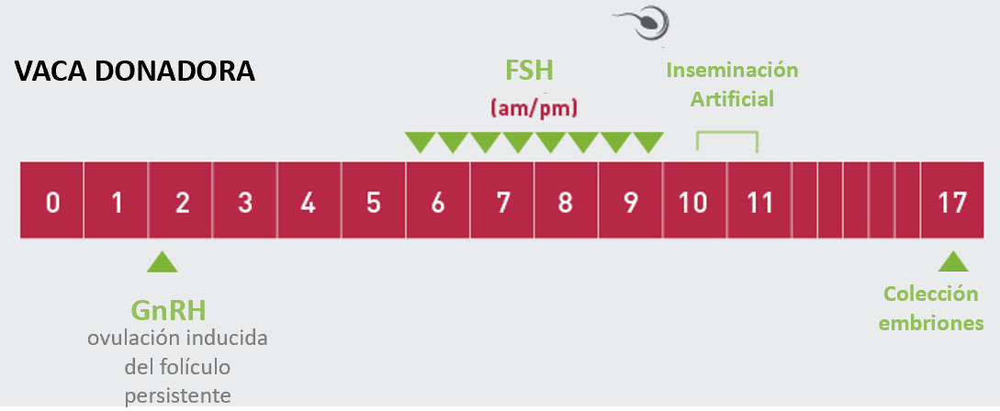 VACA DONADORA
FSH
(am/pm)
Inseminación
Artificial
0 1 2 3 4 5 6 7 8 9 10 11 17
GnRH
ovulación inducida
del folículo
persistente
Colección
embriones